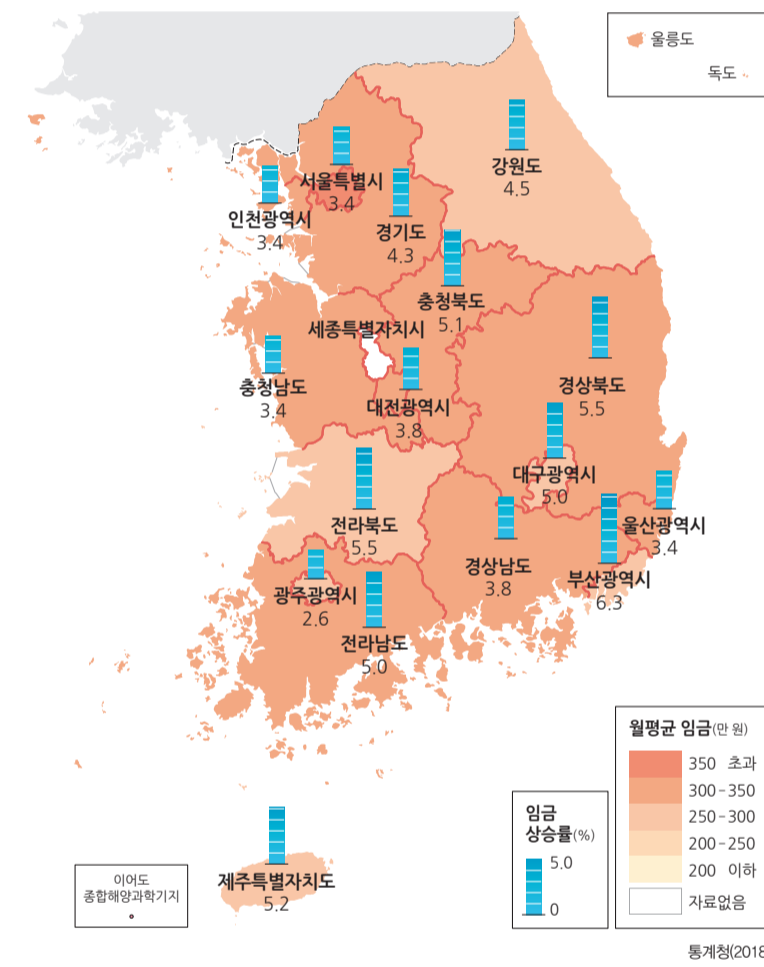 울릉도
독도
강원도
4.5
서울특별시
3.4
인천광역시
3.4
경기도
4.3
충청북도
5.1
세종특별자치시
충청남도
3.4
대전광역시
3.8
경상북도
5.5
대구광역시
5.0
전라북도
5.5
울산광역시
3.4
경상남도
3.8
부산광역시
6.3
광주광역시
2.6
전라남도
5.0
제주특별자치도
5.2
이어도
종합해양과학기지
임금
상승률(%)
5.0
0
월평균 임금(만 원)
350 초과
300-350
250-300
200-250
200 이하
자료없음
통계청(2018